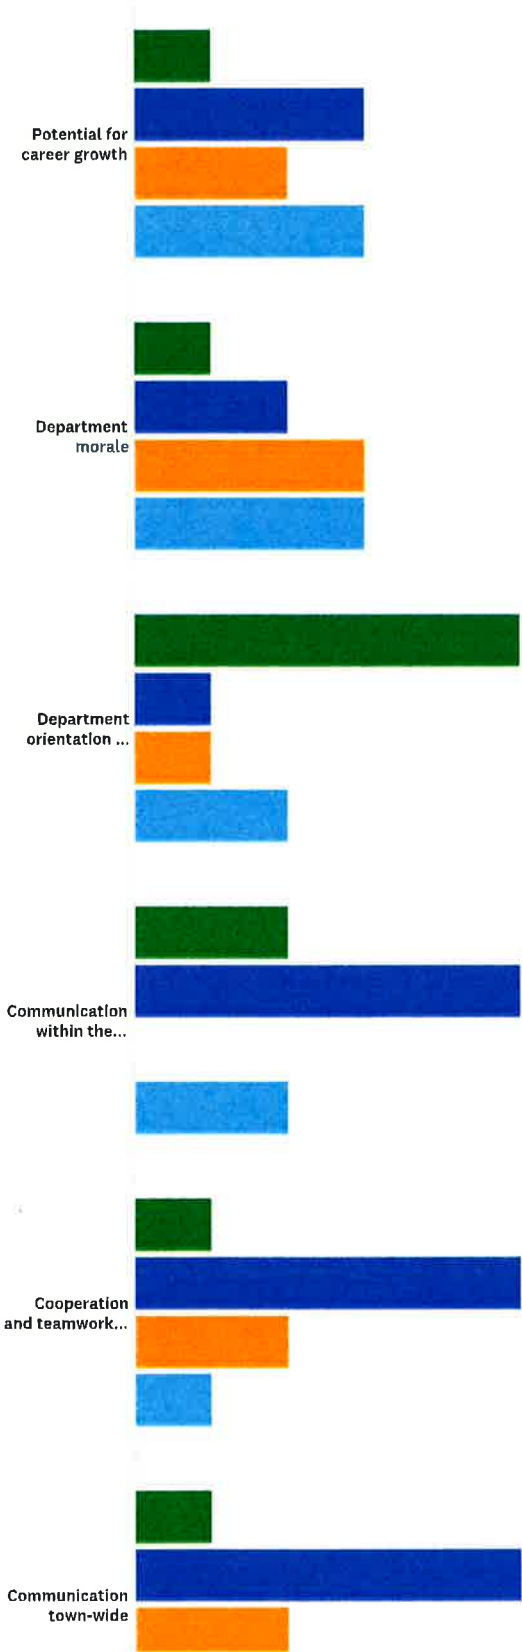 Potential for
career growth
Department
morale
Department
orientation ...
Communication
within the...
Cooperation
and teamwork...
Communication
town-wide